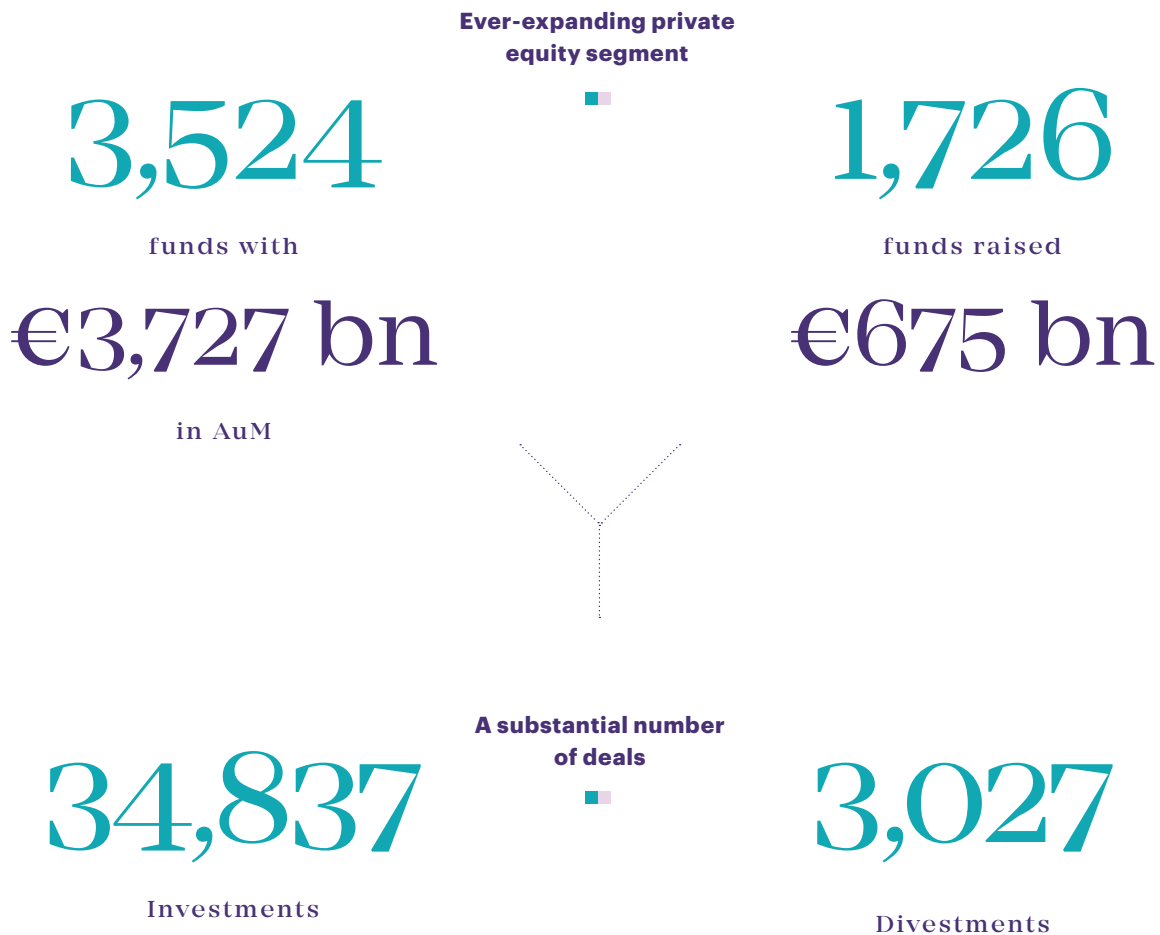 Ever-expanding private
equity segment
3,524
funds with
€3,727 bn
in AuM
1,726
funds raised
€675 bn
A substantial number
of deals
34,837
Investments
3,027
Divestments